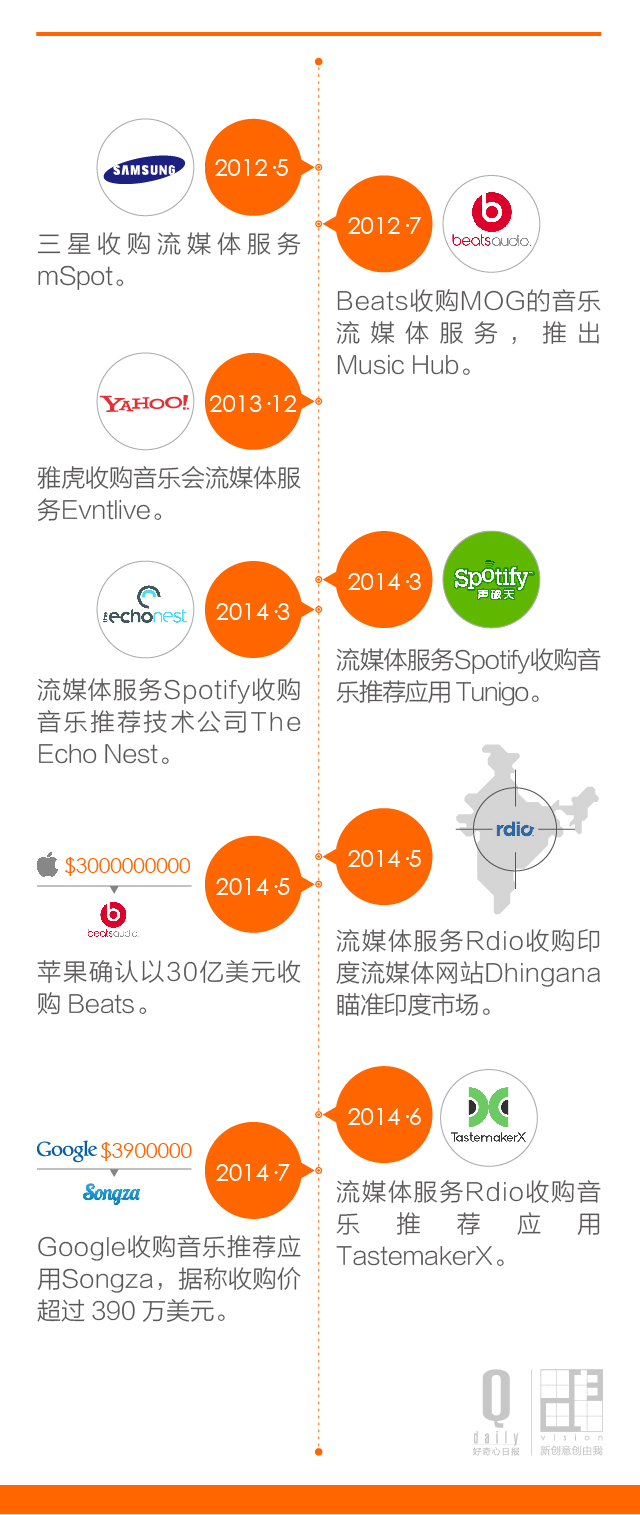 SAMSUNG
2012·5
三星收购流媒体服务
mSpot。
2012·7
beatsaudio.
Beats收购MOG的音乐
流媒体服务，推出
Music Hub。
YAHOO!
2013·12
雅虎收购音乐会流媒体服
务Evntlive。
2014·3
Spotify
声破天
流媒体服务Spotify收购音
乐推荐应用 Tunigo。
the echonest
2014·3
流媒体服务Spotify收购
音乐推荐技术公司The
Echo Nest。
2014·5
rdio
流媒体服务Rdio收购印
度流媒体网站Dhingana
瞄准印度市场。
$3000000000
beatsaudio.
2014·5
苹果确认以30亿美元收
购 Beats。
2014·6
TastemakerX
流媒体服务Rdio收购音
乐推荐应用
TastemakerX。
Google $3900000
Songza
2014·7
Google收购音乐推荐应
用Songza，据称收购价
超过 390 万美元。
Q
daily
好奇心日报
vision
新创意创由我